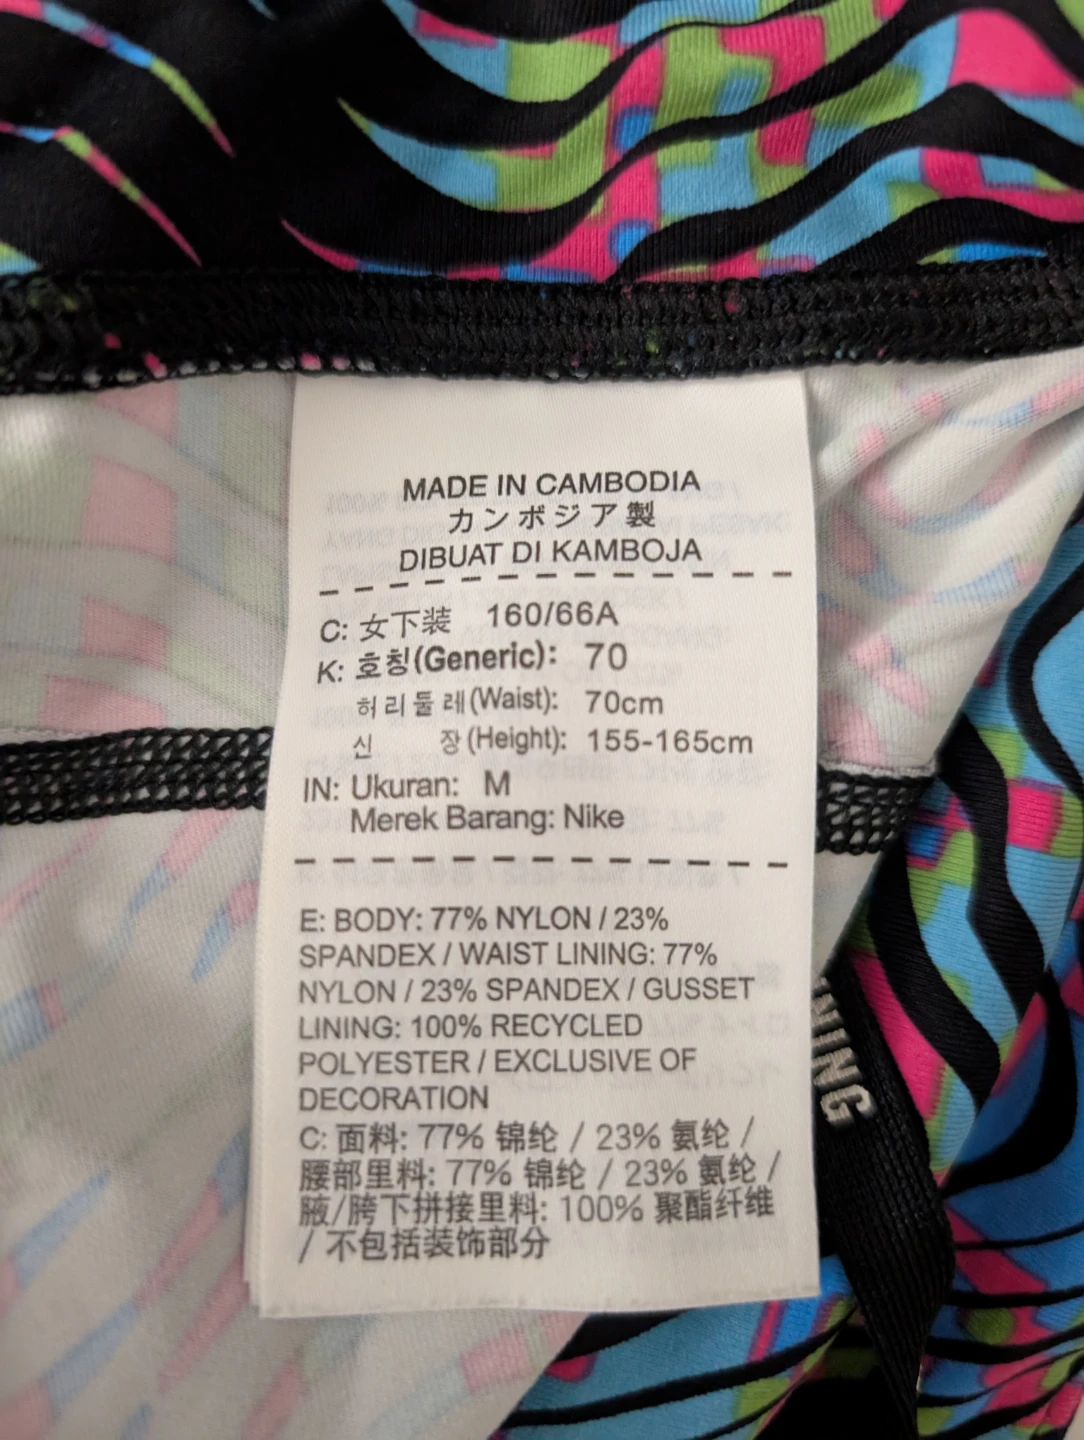 MADE IN CAMBODIA
カンボジア製
DIBUAT DI KAMBOJA
C: 女下装 160/66A
K: 호칭(Generic): 70
허리둘레(Waist): 70cm
신 장(Height): 155-165cm
IN: Ukuran: M
Merek Barang: Nike
E: BODY: 77% NYLON / 23%
SPANDEX / WAIST LINING: 77%
NYLON / 23% SPANDEX / GUSSET
LINING: 100% RECYCLED
POLYESTER / EXCLUSIVE OF
DECORATION
C: 面料: 77% 锦纶 / 23% 氨纶 /
腰部里料: 77% 锦纶 / 23% 氨纶 /
腋/胯下拼接里料: 100% 聚酯纤维
/ 不包括装饰部分